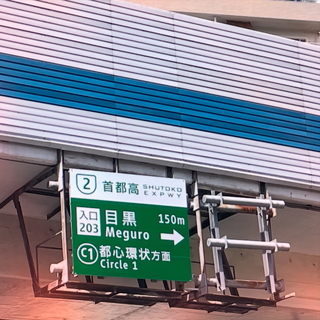 2 首都高 SHUTOKO EXPWY
入口 203 目黒 150m
Meguro →
C1 都心環状方面
Circle 1